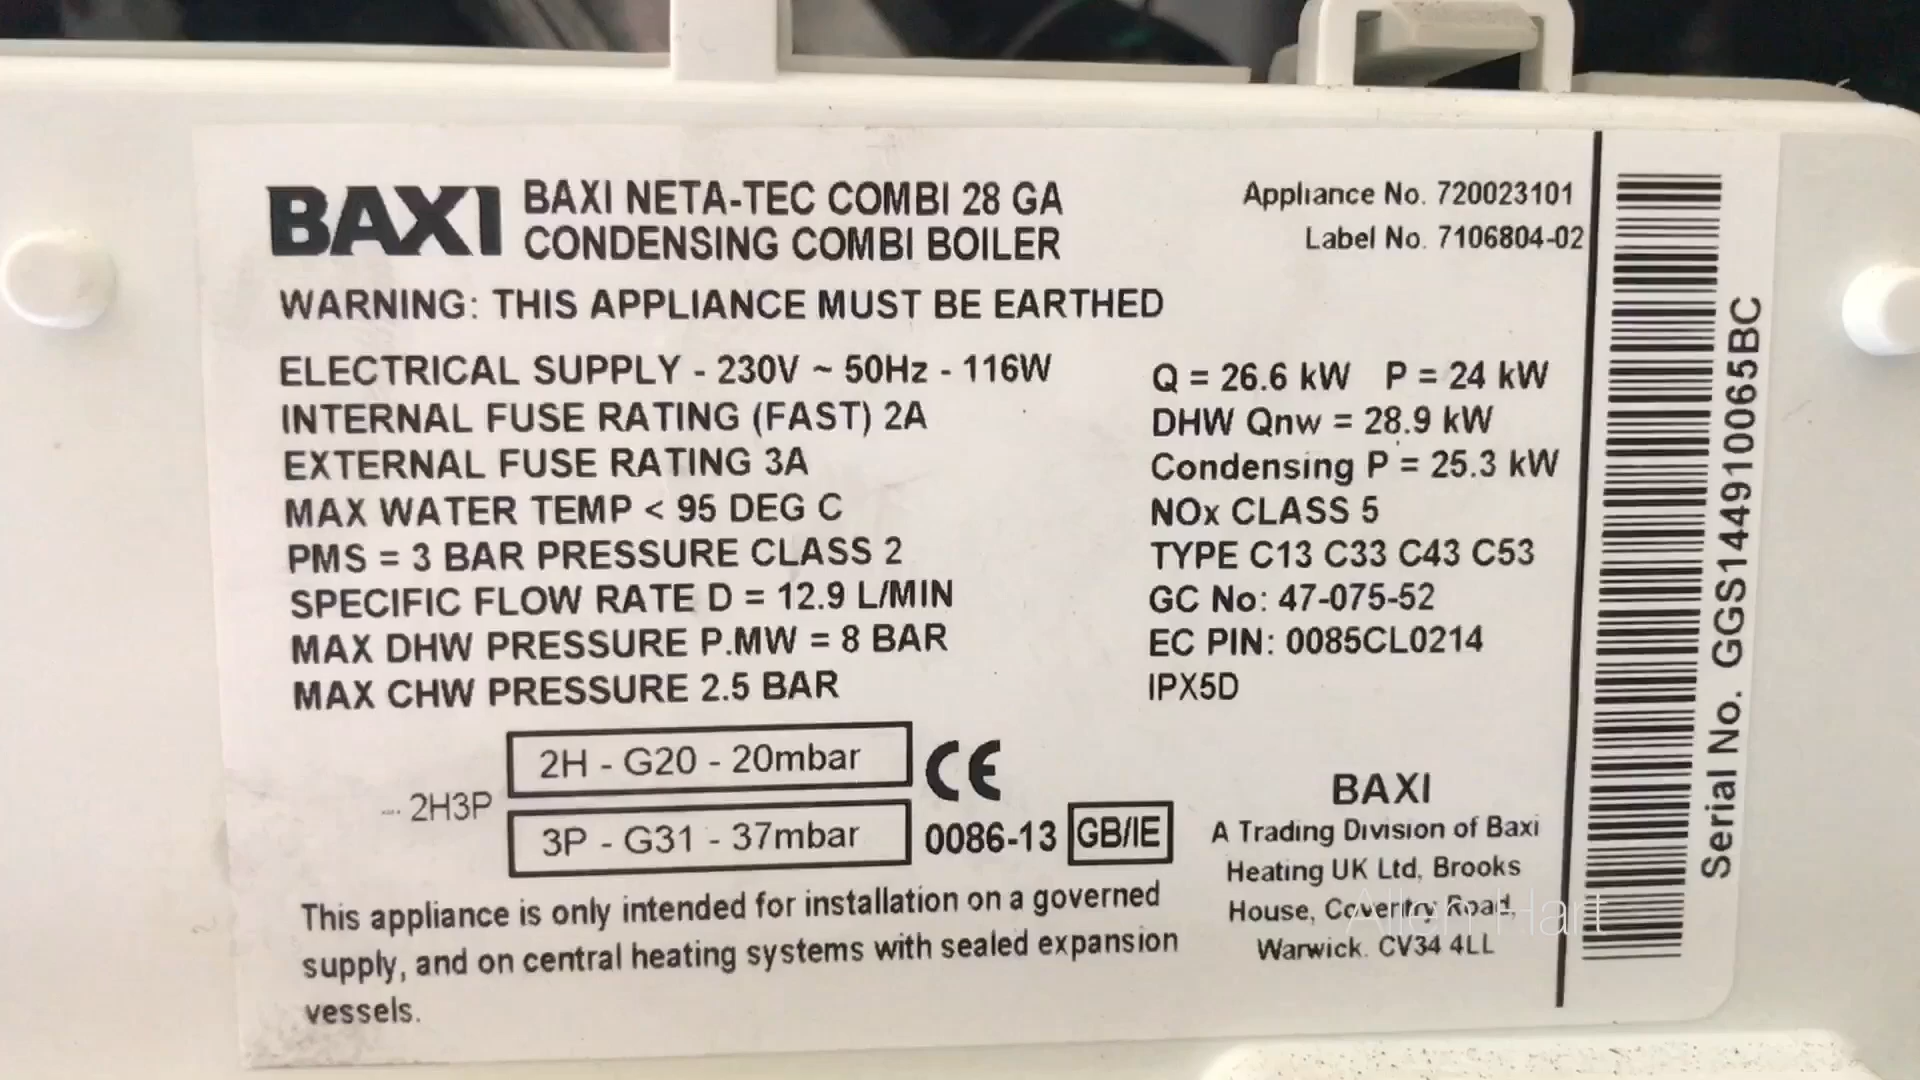 BAXI
BAXI NETA-TEC COMBI 28 GA
CONDENSING COMBI BOILER
Appliance No. 720023101
Label No. 7106804-02
WARNING: THIS APPLIANCE MUST BE EARTHED
ELECTRICAL SUPPLY - 230V ~ 50Hz - 116W
INTERNAL FUSE RATING (FAST) 2A
EXTERNAL FUSE RATING 3A
MAX WATER TEMP < 95 DEG C
PMS = 3 BAR PRESSURE CLASS 2
SPECIFIC FLOW RATE D = 12.9 L/MIN
MAX DHW PRESSURE P.MW = 8 BAR
MAX CHW PRESSURE 2.5 BAR
Q = 26.6 kW P = 24 kW
DHW Qnw = 28.9 kW
Condensing P = 25.3 kW
NOx CLASS 5
TYPE C13 C33 C43 C53
GC No: 47-075-52
EC PIN: 0085CL0214
IPX5D
2H3P
2H - G20 - 20mbar
3P - G31 - 37mbar
CE
0086-13
GB/IE
This appliance is only intended for installation on a governed
supply, and on central heating systems with sealed expansion
vessels.
BAXI
A Trading Division of Baxi
Heating UK Ltd, Brooks
House, Coventry Road,
Warwick. CV34 4LL
Serial No. GGS144910065BC
Allen Hart